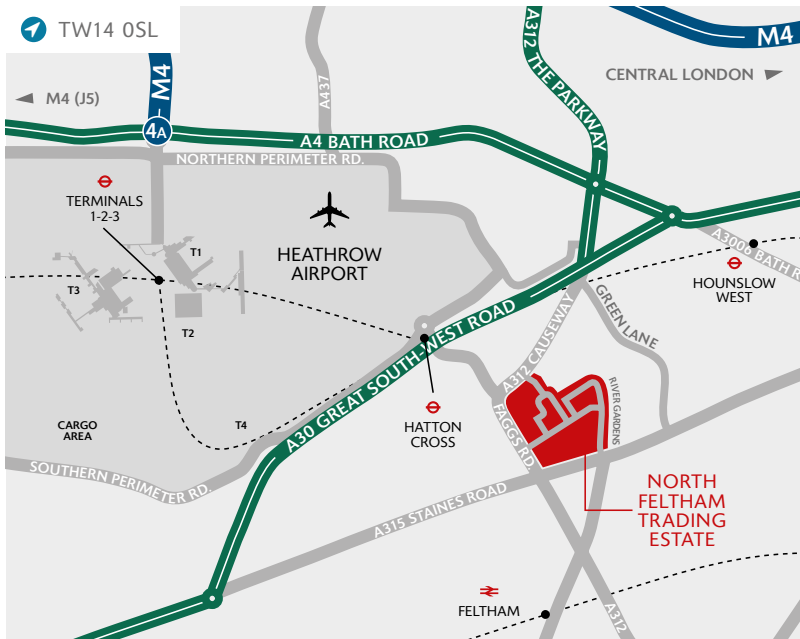 TW14 0SL
M4
M4
A312 THE PARKWAY
CENTRAL LONDON
M4 (J5)
A437
4A
A4 BATH ROAD
NORTHERN PERIMETER RD.
TERMINALS
1-2-3
T1
HEATHROW
AIRPORT
A3006 BATH R
HOUNSLOW
WEST
T3
T2
GREEN LANE
A312 CAUSEWAY
A30 GREAT SOUTH-WEST ROAD
RIVER GARDENS
HATTON
CROSS
FAGGS RD.
CARGO
AREA
T4
SOUTHERN PERIMETER RD.
NORTH
FELTHAM
TRADING
ESTATE
A315 STAINES ROAD
FELTHAM
A312